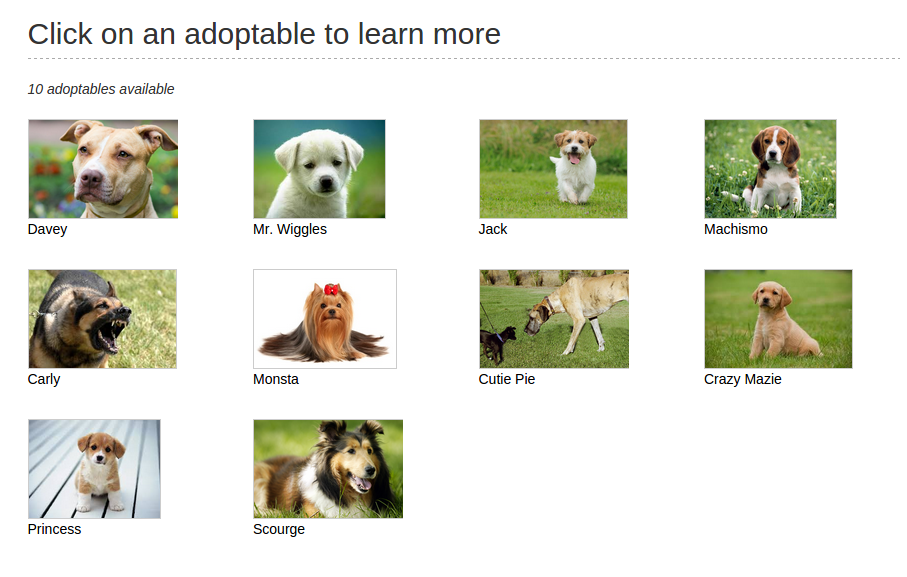 Click on an adoptable to learn more
10 adoptables available
Davey
Mr. Wiggles
Jack
Machismo
Carly
Monsta
Cutie Pie
Crazy Mazie
Princess
Scourge